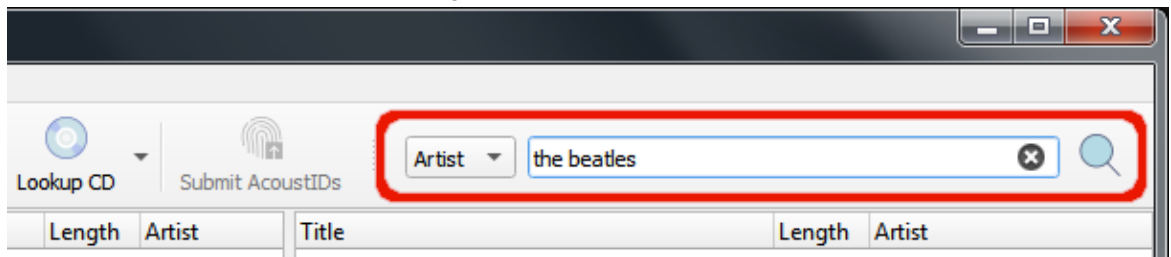 Artist the beatles
Lookup CD Submit AcoustIDs
Length Artist Title Length Artist